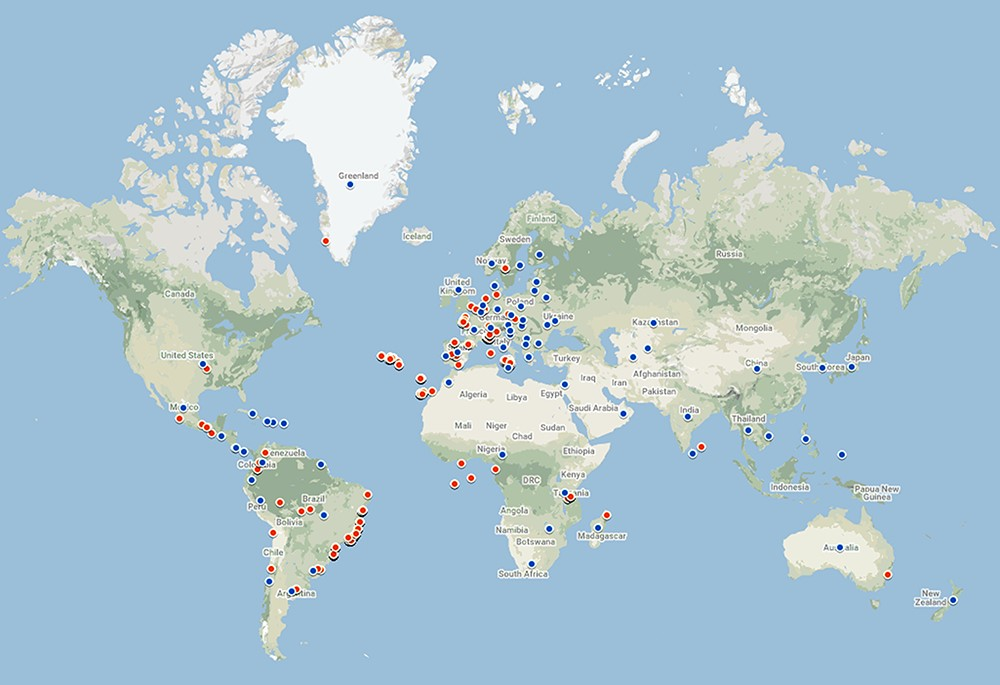 Greenland
Finland
Iceland
Sweden
Norway
Russia
United
Kingdom
Canada
Poland
Germany
Ukraine
Kazakhstan
Mongolia
Italy
United States
Turkey
China
South Korea
Japan
Afghanistan
Iraq
Iran
Pakistan
Algeria
Libya
Egypt
Mexico
Saudi Arabia
India
Mali
Niger
Sudan
Thailand
Chad
Venezuela
Nigeria
Ethiopia
Colombia
Kenya
DRC
Indonesia
Papua New
Guinea
Tanzania
Brazil
Peru
Angola
Bolivia
Namibia
Madagascar
Botswana
Australia
Chile
South Africa
Argentina
New
Zealand